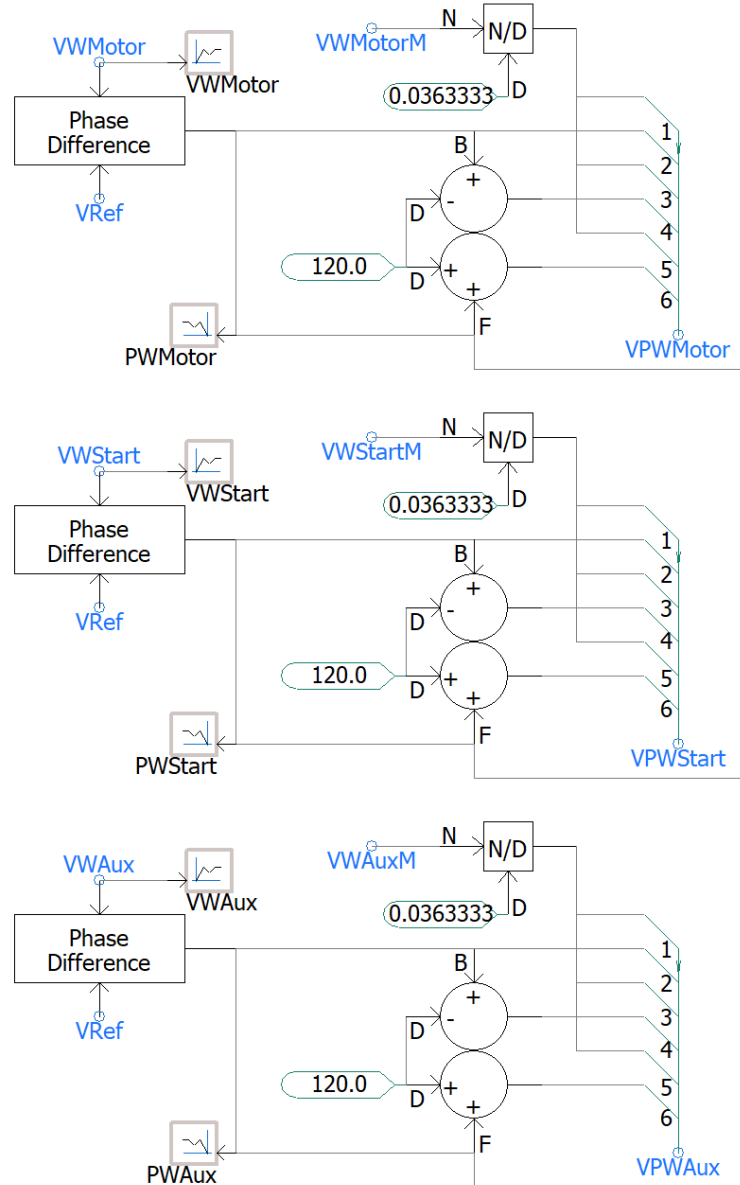 VWMotor
VWMotor
VWMotorM
N
N/D
0.0363333
D
Phase
Difference
VRef
B
+
D
-
120.0
D
+
+
F
PWMotor
1
2
3
4
5
6
VPWMotor
VWStart
VWStart
VWStartM
N
N/D
0.0363333
D
Phase
Difference
VRef
B
+
D
-
120.0
D
+
+
F
PWStart
1
2
3
4
5
6
VPWStart
VWAux
VWAux
VWAuxM
N
N/D
0.0363333
D
Phase
Difference
VRef
B
+
D
-
120.0
D
+
+
F
PWAux
1
2
3
4
5
6
VPWAux